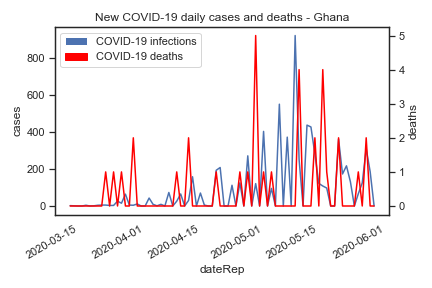 New COVID-19 daily cases and deaths - Ghana
COVID-19 infections
COVID-19 deaths
800
600
400
200
0
cases
5
4
3
2
1
0
deaths
2020-03-15
2020-04-01
2020-04-15
2020-05-01
2020-05-15
2020-06-01
dateRep